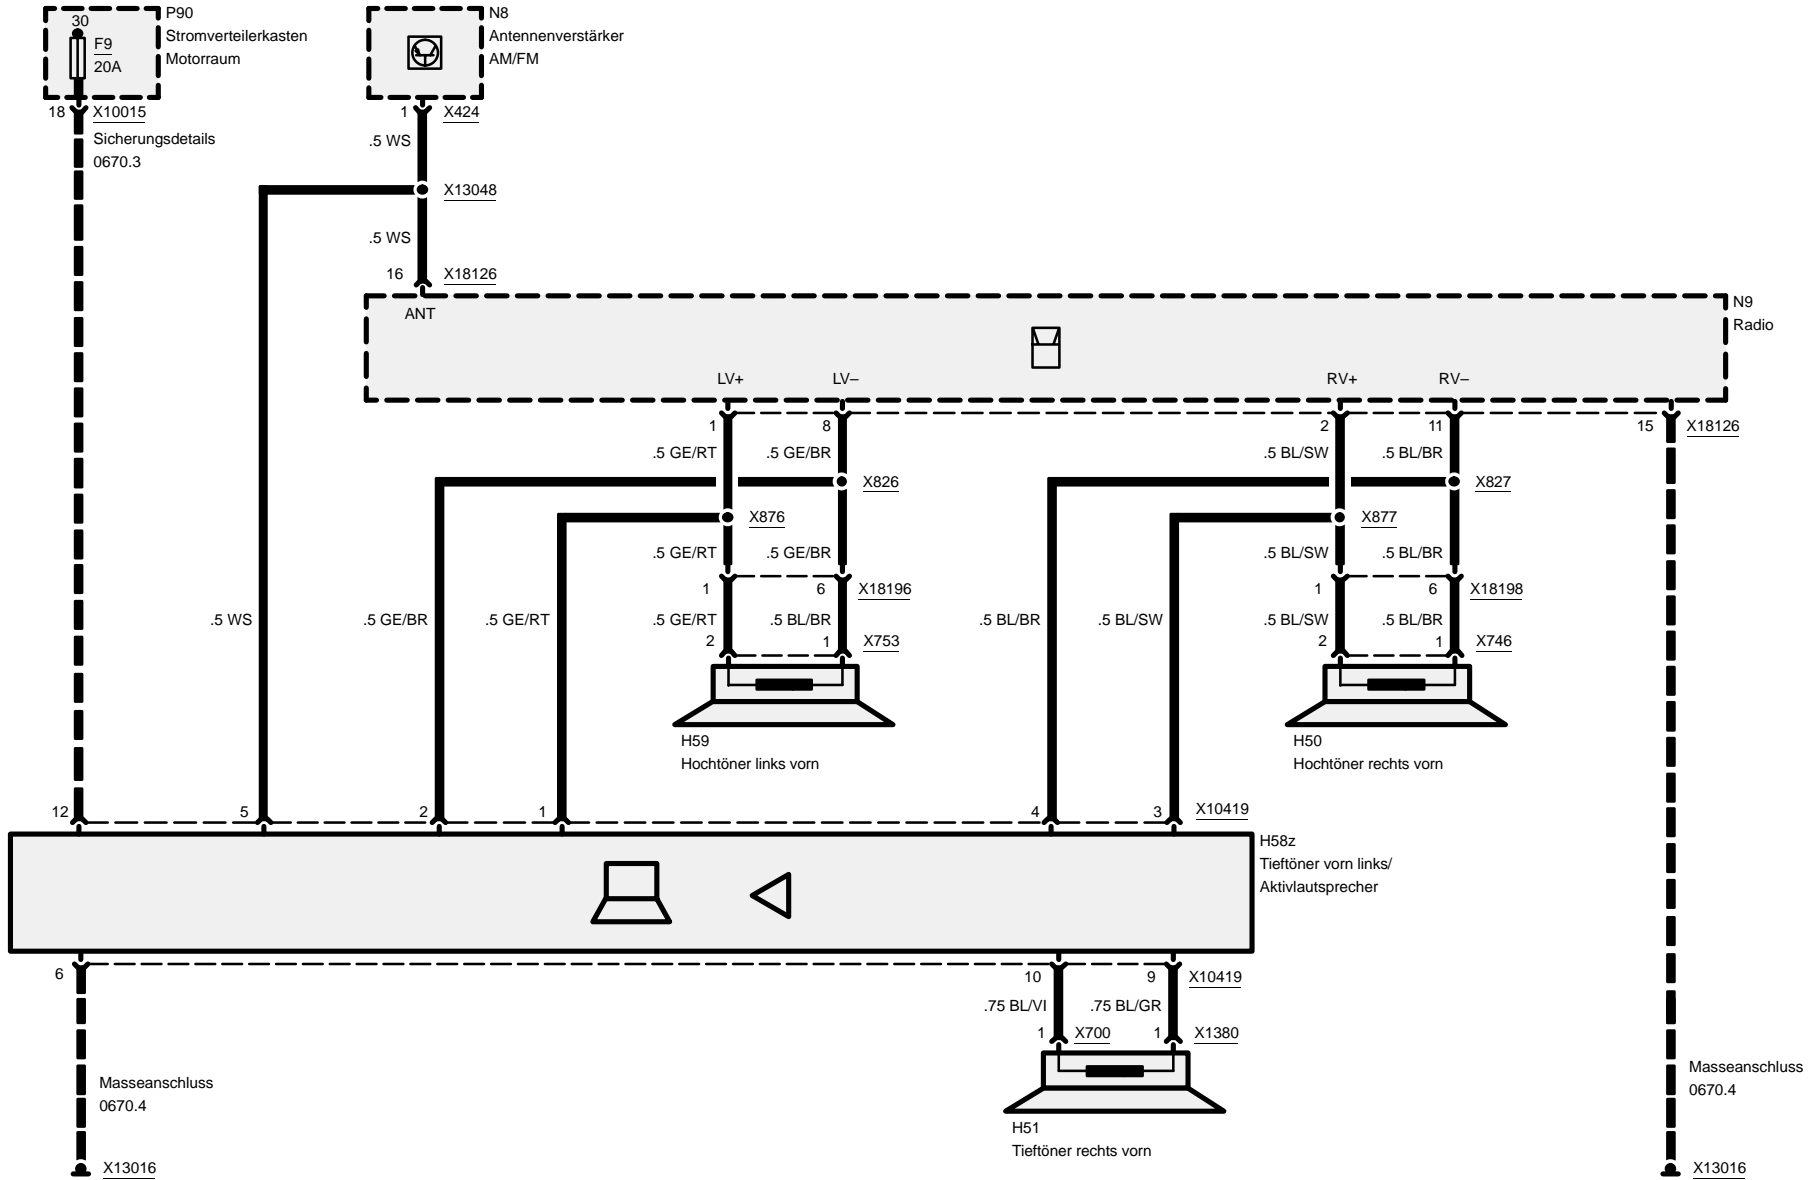 30
F9
20A
P90
Stromverteilerkasten
Motorraum
18 X10015
Sicherungsdetails
0670.3
N8
Antennenverstärker
AM/FM
1 X424
.5 WS
X13048
.5 WS
16 X18126
ANT
N9
Radio
LV+ LV– RV+ RV–
1 8 2 11 15 X18126
.5 GE/RT .5 GE/BR .5 BL/SW .5 BL/BR
X826 X827
X876 X877
.5 GE/RT .5 GE/BR .5 BL/SW .5 BL/BR
1 6 X18196 1 6 X18198
.5 WS .5 GE/BR .5 GE/RT .5 GE/RT .5 BL/BR .5 BL/BR .5 BL/SW .5 BL/SW .5 BL/BR
2 1 X753 2 1 X746
H59
Hochtöner links vorn
H50
Hochtöner rechts vorn
12 5 2 1 4 3 X10419
H58z
Tieftöner vorn links/
Aktivlautsprecher
6 10 9 X10419
.75 BL/VI .75 BL/GR
1 X700 1 X1380
Masseanschluss
0670.4
Masseanschluss
0670.4
H51
Tieftöner rechts vorn
X13016 X13016